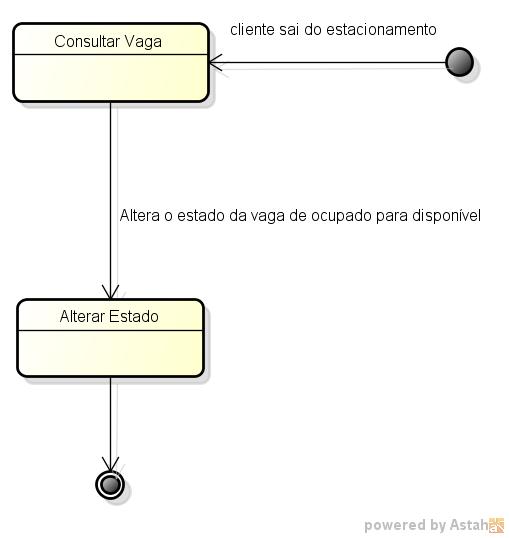 cliente sai do estacionamento
Consultar Vaga
Altera o estado da vaga de ocupado para disponível
Alterar Estado
powered by Astah